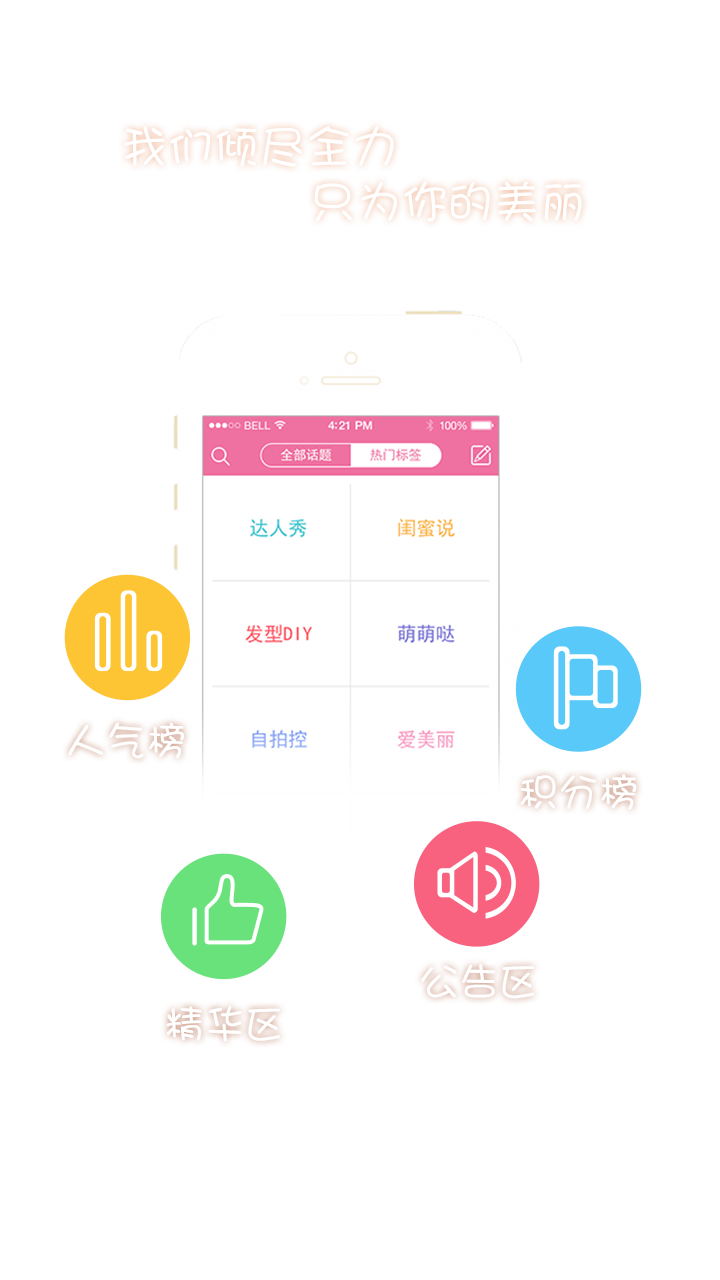 我们倾尽全力
只为你的美丽
BELL 4:21 PM 100%
全部话题 热门标签
达人秀 闺蜜说
发型DIY 萌萌哒
自拍控 爱美丽
人气榜
积分榜
公告区
精华区